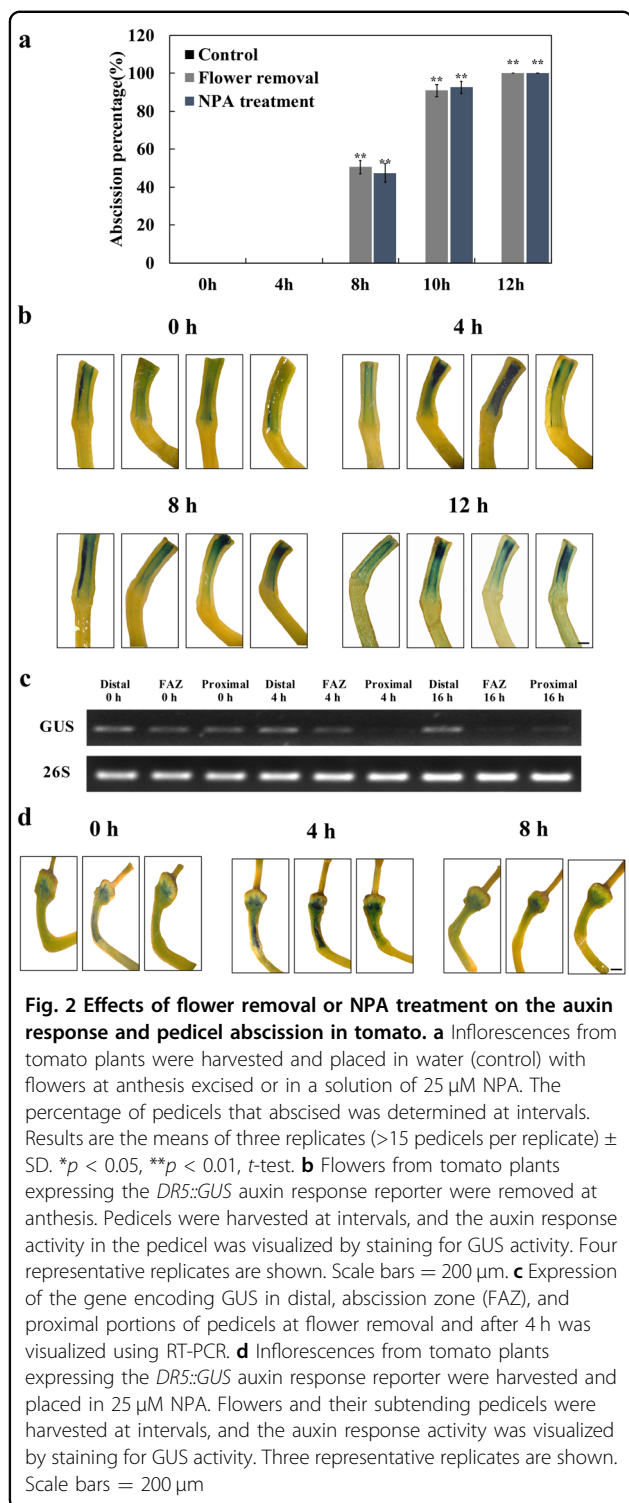 a
120
100
80
60
40
20
0
Abscission percentage(%)
Control
Flower removal
NPA treatment
** **
** **
** **
0h 4h 8h 10h 12h
b
0 h 4 h
8 h 12 h
c
Distal FAZ Proximal Distal FAZ Proximal Distal FAZ Proximal
0 h 0 h 0 h 4 h 4 h 4 h 16 h 16 h 16 h
GUS
26S
d
0 h 4 h 8 h
Fig. 2 Effects of flower removal or NPA treatment on the auxin
response and pedicel abscission in tomato. a Inflorescences from
tomato plants were harvested and placed in water (control) with
flowers at anthesis excised or in a solution of 25 µM NPA. The
percentage of pedicels that abscised was determined at intervals.
Results are the means of three replicates (>15 pedicels per replicate) ±
SD. *p < 0.05, **p < 0.01, t-test. b Flowers from tomato plants
expressing the DR5::GUS auxin response reporter were removed at
anthesis. Pedicels were harvested at intervals, and the auxin response
activity in the pedicel was visualized by staining for GUS activity. Four
representative replicates are shown. Scale bars = 200 µm. c Expression
of the gene encoding GUS in distal, abscission zone (FAZ), and
proximal portions of pedicels at flower removal and after 4 h was
visualized using RT-PCR. d Inflorescences from tomato plants
expressing the DR5::GUS auxin response reporter were harvested and
placed in 25 µM NPA. Flowers and their subtending pedicels were
harvested at intervals, and the auxin response activity was visualized
by staining for GUS activity. Three representative replicates are shown.
Scale bars = 200 µm